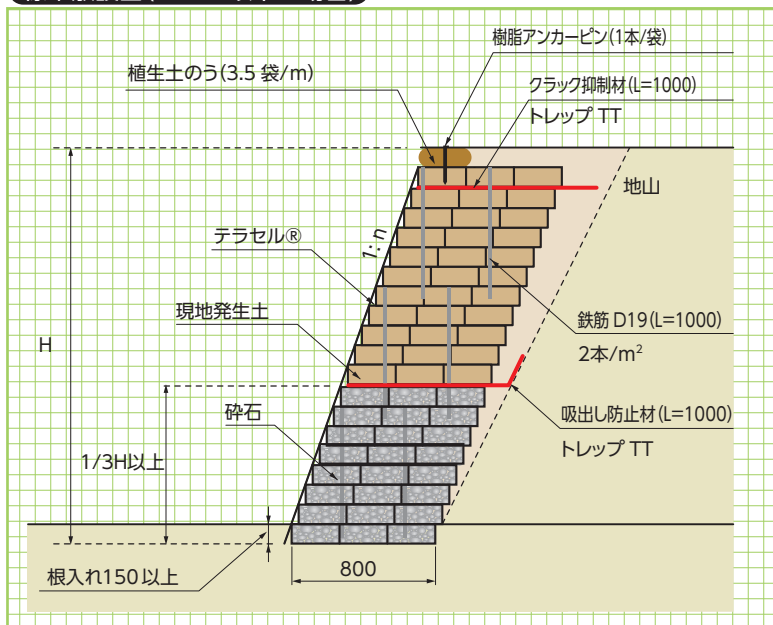 樹脂アンカーピン(1本/袋)
植生土のう(3.5 袋/m)
クラック抑制材(L=1000)
トレップ TT
地山
テラセル®
1: n
現地発生土
鉄筋 D19(L=1000)
2本/m²
H
吸出し防止材(L=1000)
トレップ TT
砕石
1/3H以上
根入れ150以上
800